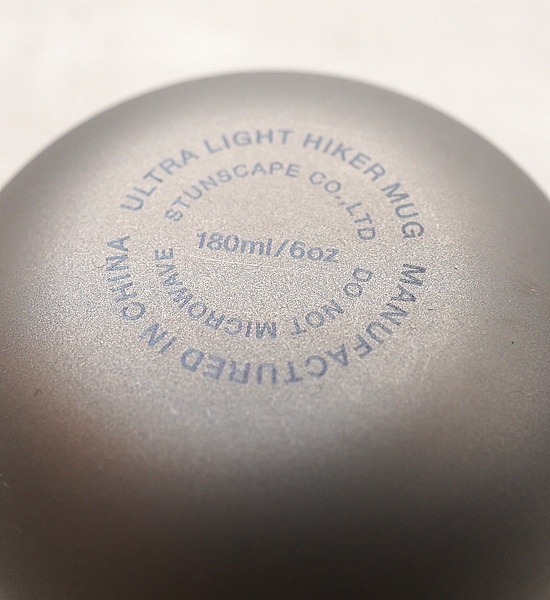 ULTRA LIGHT HIKER MUG
MANUFACTURED IN CHINA
STUNSCAPE CO.,LTD
DO NOT MICROWAVE
180ml/6oz